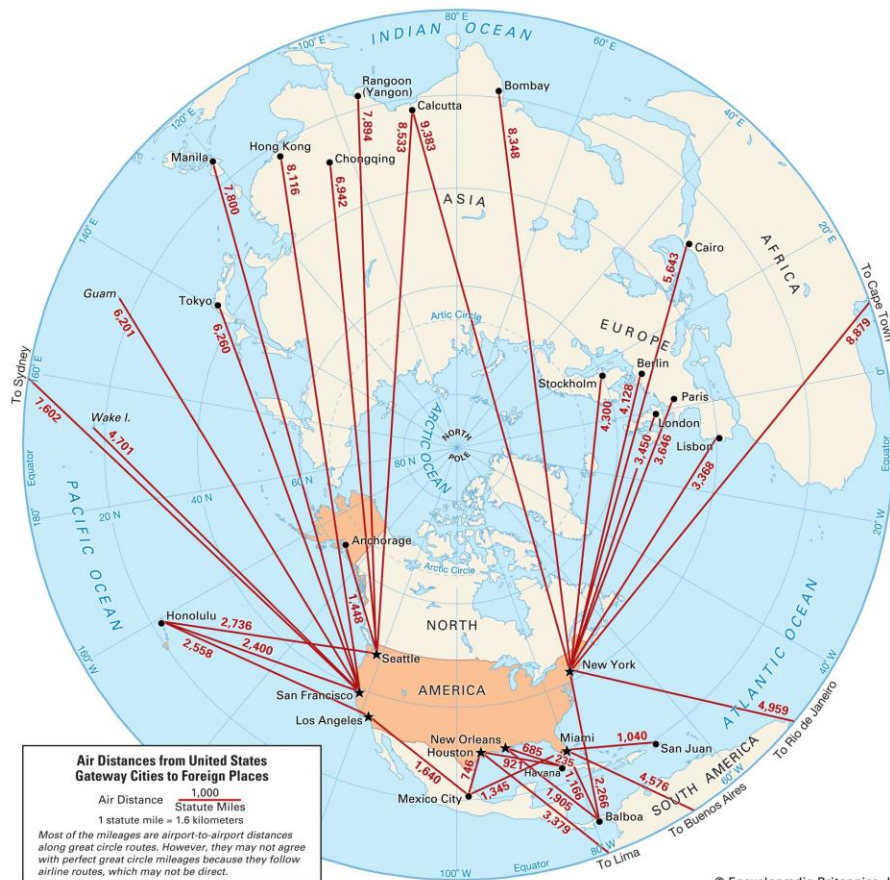 80° E
INDIAN OCEAN
100° E
60° E
Rangoon
(Yangon)
Calcutta
Bombay
120° E
40° E
Hong Kong
Manila
Chongqing
7,894
8,533
9,383
8,348
8,116
6,942
7,800
ASIA
140° E
20° E
AFRICA
Cairo
5,643
Guam
Tokyo
6,201
6,260
To Cape Town
8,879
Artic Circle
EUROPE
To Sydney
160° E
7,602
Berlin
Stockholm
4,128
4,300
Paris
London
3,450
3,646
Lisbon
3,368
0°
Wake I.
4,701
ARCTIC OCEAN
NORTH
POLE
80 N
60 N
40 N
20 N
Equator
Equator
180°
20° W
PACIFIC OCEAN
Anchorage
Arctic Circle
1,448
NORTH
AMERICA
ATLANTIC OCEAN
Honolulu
2,736
2,400
2,558
160° W
Seattle
New York
40° W
San Francisco
Los Angeles
4,959
To Rio de Janeiro
New Orleans
Houston
Miami
685
1,040
San Juan
746
921
235
Havana
1,166
2,266
4,576
SOUTH AMERICA
60° W
To Buenos Aires
1,640
Mexico City
1,345
1,905
3,379
Balboa
80° W
To Lima
100° W
Equator
Air Distances from United States
Gateway Cities to Foreign Places
Air Distance
1,000
Statute Miles
1 statute mile = 1.6 kilometers
Most of the mileages are airport-to-airport distances
along great circle routes. However, they may not agree
with perfect great circle mileages because they follow
airline routes, which may not be direct.